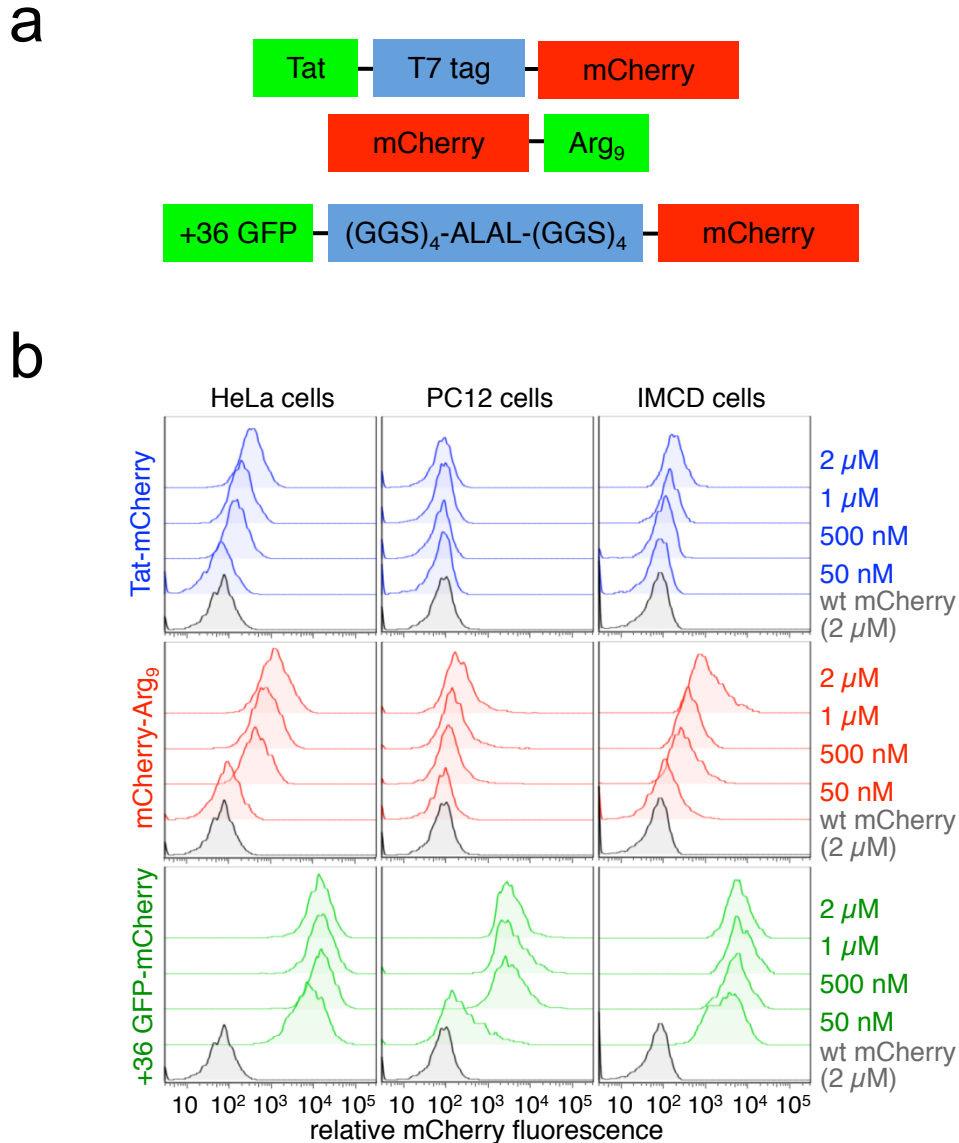 a
Tat T7 tag mCherry
mCherry Arg₉
+36 GFP (GGS)₄-ALAL-(GGS)₄ mCherry
b
HeLa cells PC12 cells IMCD cells
Tat-mCherry
2 µM
1 µM
500 nM
50 nM
wt mCherry
(2 µM)
mCherry-Arg₉
2 µM
1 µM
500 nM
50 nM
wt mCherry
(2 µM)
+36 GFP-mCherry
2 µM
1 µM
500 nM
50 nM
wt mCherry
(2 µM)
10 10² 10³ 10⁴ 10⁵ 10 10² 10³ 10⁴ 10⁵ 10 10² 10³ 10⁴ 10⁵
relative mCherry fluorescence